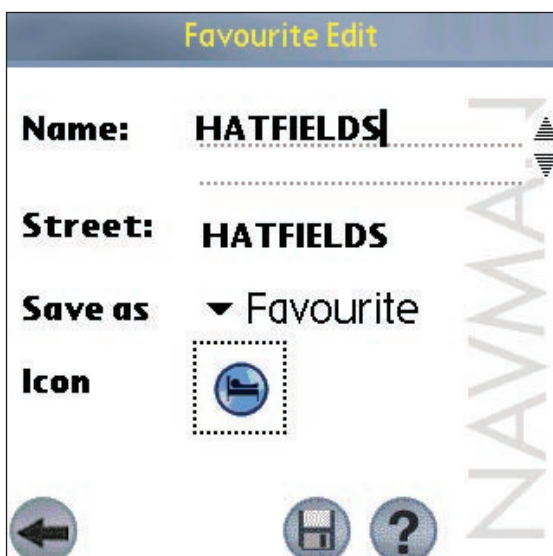 Favourite Edit
Name: HATFIELDS
Street: HATFIELDS
Save as Favourite
Icon
?
NAVMAN